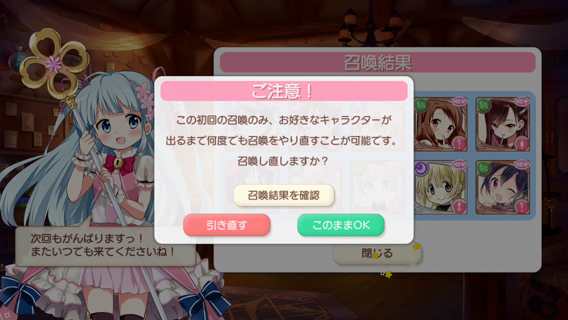 召喚結果
ご注意！
この初回の召喚のみ、お好きなキャラクターが
出るまで何度でも召喚をやり直すことが可能です。
召喚し直しますか？
召喚結果を確認
引き直す
このままOK
NEW
NEW
NEW
NEW
次回もがんばりますっ！
またいつでも来てくださいね！
閉じる